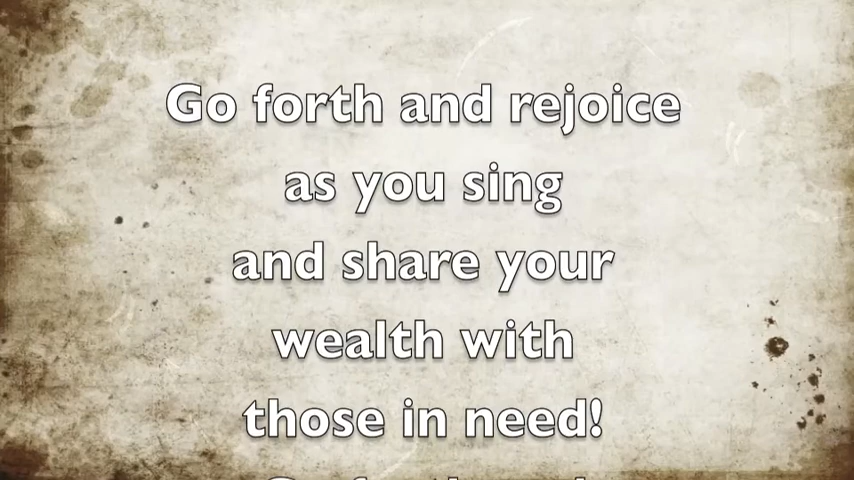 Go forth and rejoice
as you sing
and share your
wealth with
those in need!